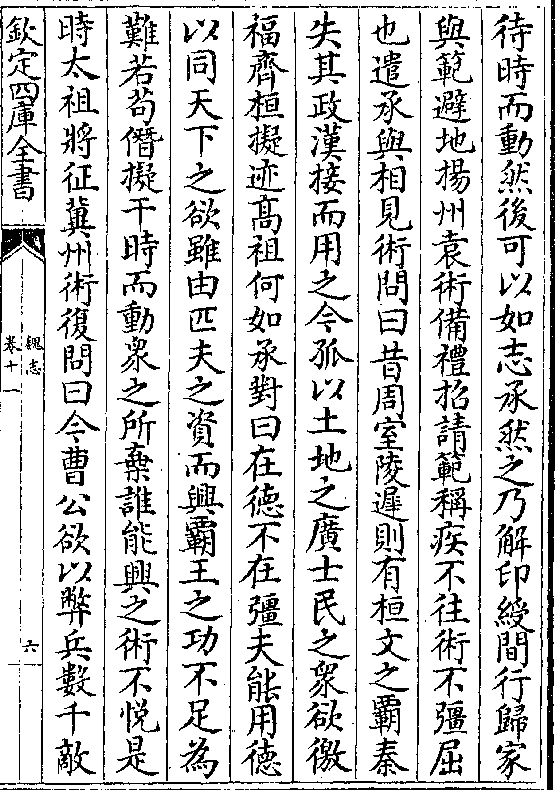 待時而動然後可以如志承然之乃解印綬間行歸家
與範避地揚州袁術備禮招請範稱疾不往術不彊屈
也遣承與相見術問曰昔周室陵遲則有桓文之霸秦
失其政漢接而用之今孤以土地之廣士民之衆欲徼
福齊桓擬迹高祖何如承對曰在德不在彊夫能用德
以同天下之欲雖由匹夫之資而興霸王之功不足為
難若苟僭擬干時而動衆之所棄誰能興之術不悅是
時太祖將征冀州術復問曰今曹公欲以弊兵數千敵
欽定四庫全書
魏志
卷十一
六